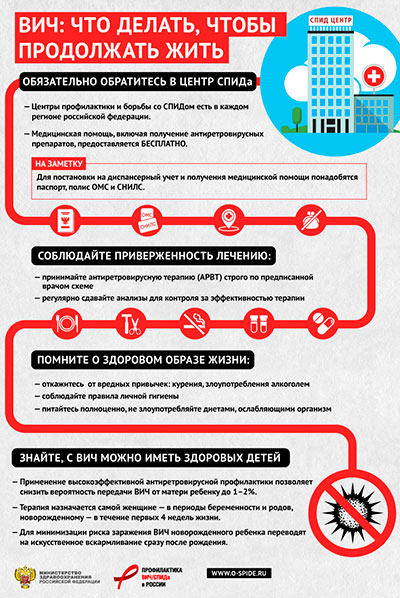 ВИЧ: ЧТО ДЕЛАТЬ, ЧТОБЫ
ПРОДОЛЖАТЬ ЖИТЬ
СПИД ЦЕНТР
ОБЯЗАТЕЛЬНО ОБРАТИТЕСЬ В ЦЕНТР СПИДа
— Центры профилактики и борьбы со СПИДом есть в каждом
регионе российской федерации.
— Медицинская помощь, включая получение антиретровирусных
препаратов, предоставляется БЕСПЛАТНО.
НА ЗАМЕТКУ
Для постановки на диспансерный учет и получения медицинской помощи понадобятся
паспорт, полис ОМС и СНИЛС.
ОМС
СНИЛС
СОБЛЮДАЙТЕ ПРИВЕРЖЕННОСТЬ ЛЕЧЕНИЮ:
— принимайте антиретровирусную терапию (АРВТ) строго по предписанной
врачом схеме
— регулярно сдавайте анализы для контроля за эффективностью терапии
ПОМНИТЕ О ЗДОРОВОМ ОБРАЗЕ ЖИЗНИ:
— откажитесь от вредных привычек: курения, злоупотребления алкоголем
— соблюдайте правила личной гигиены
— питайтесь полноценно, не злоупотребляйте диетами, ослабляющими организм
ЗНАЙТЕ, С ВИЧ МОЖНО ИМЕТЬ ЗДОРОВЫХ ДЕТЕЙ
— Применение высокоэффективной антиретровирусной профилактики позволяет
снизить вероятность передачи ВИЧ от матери ребенку до 1–2%.
— Терапия назначается самой женщине — в периоды беременности и родов,
новорожденному — в течение первых 4 недель жизни.
— Для минимизации риска заражения ВИЧ новорожденного ребенка переводят
на искусственное вскармливание сразу после рождения.
МИНИСТЕРСТВО
ЗДРАВООХРАНЕНИЯ
РОССИЙСКОЙ ФЕДЕРАЦИИ
ПРОФИЛАКТИКА
ВИЧ/СПИДа
в РОССИИ
WWW.O-SPIDE.RU